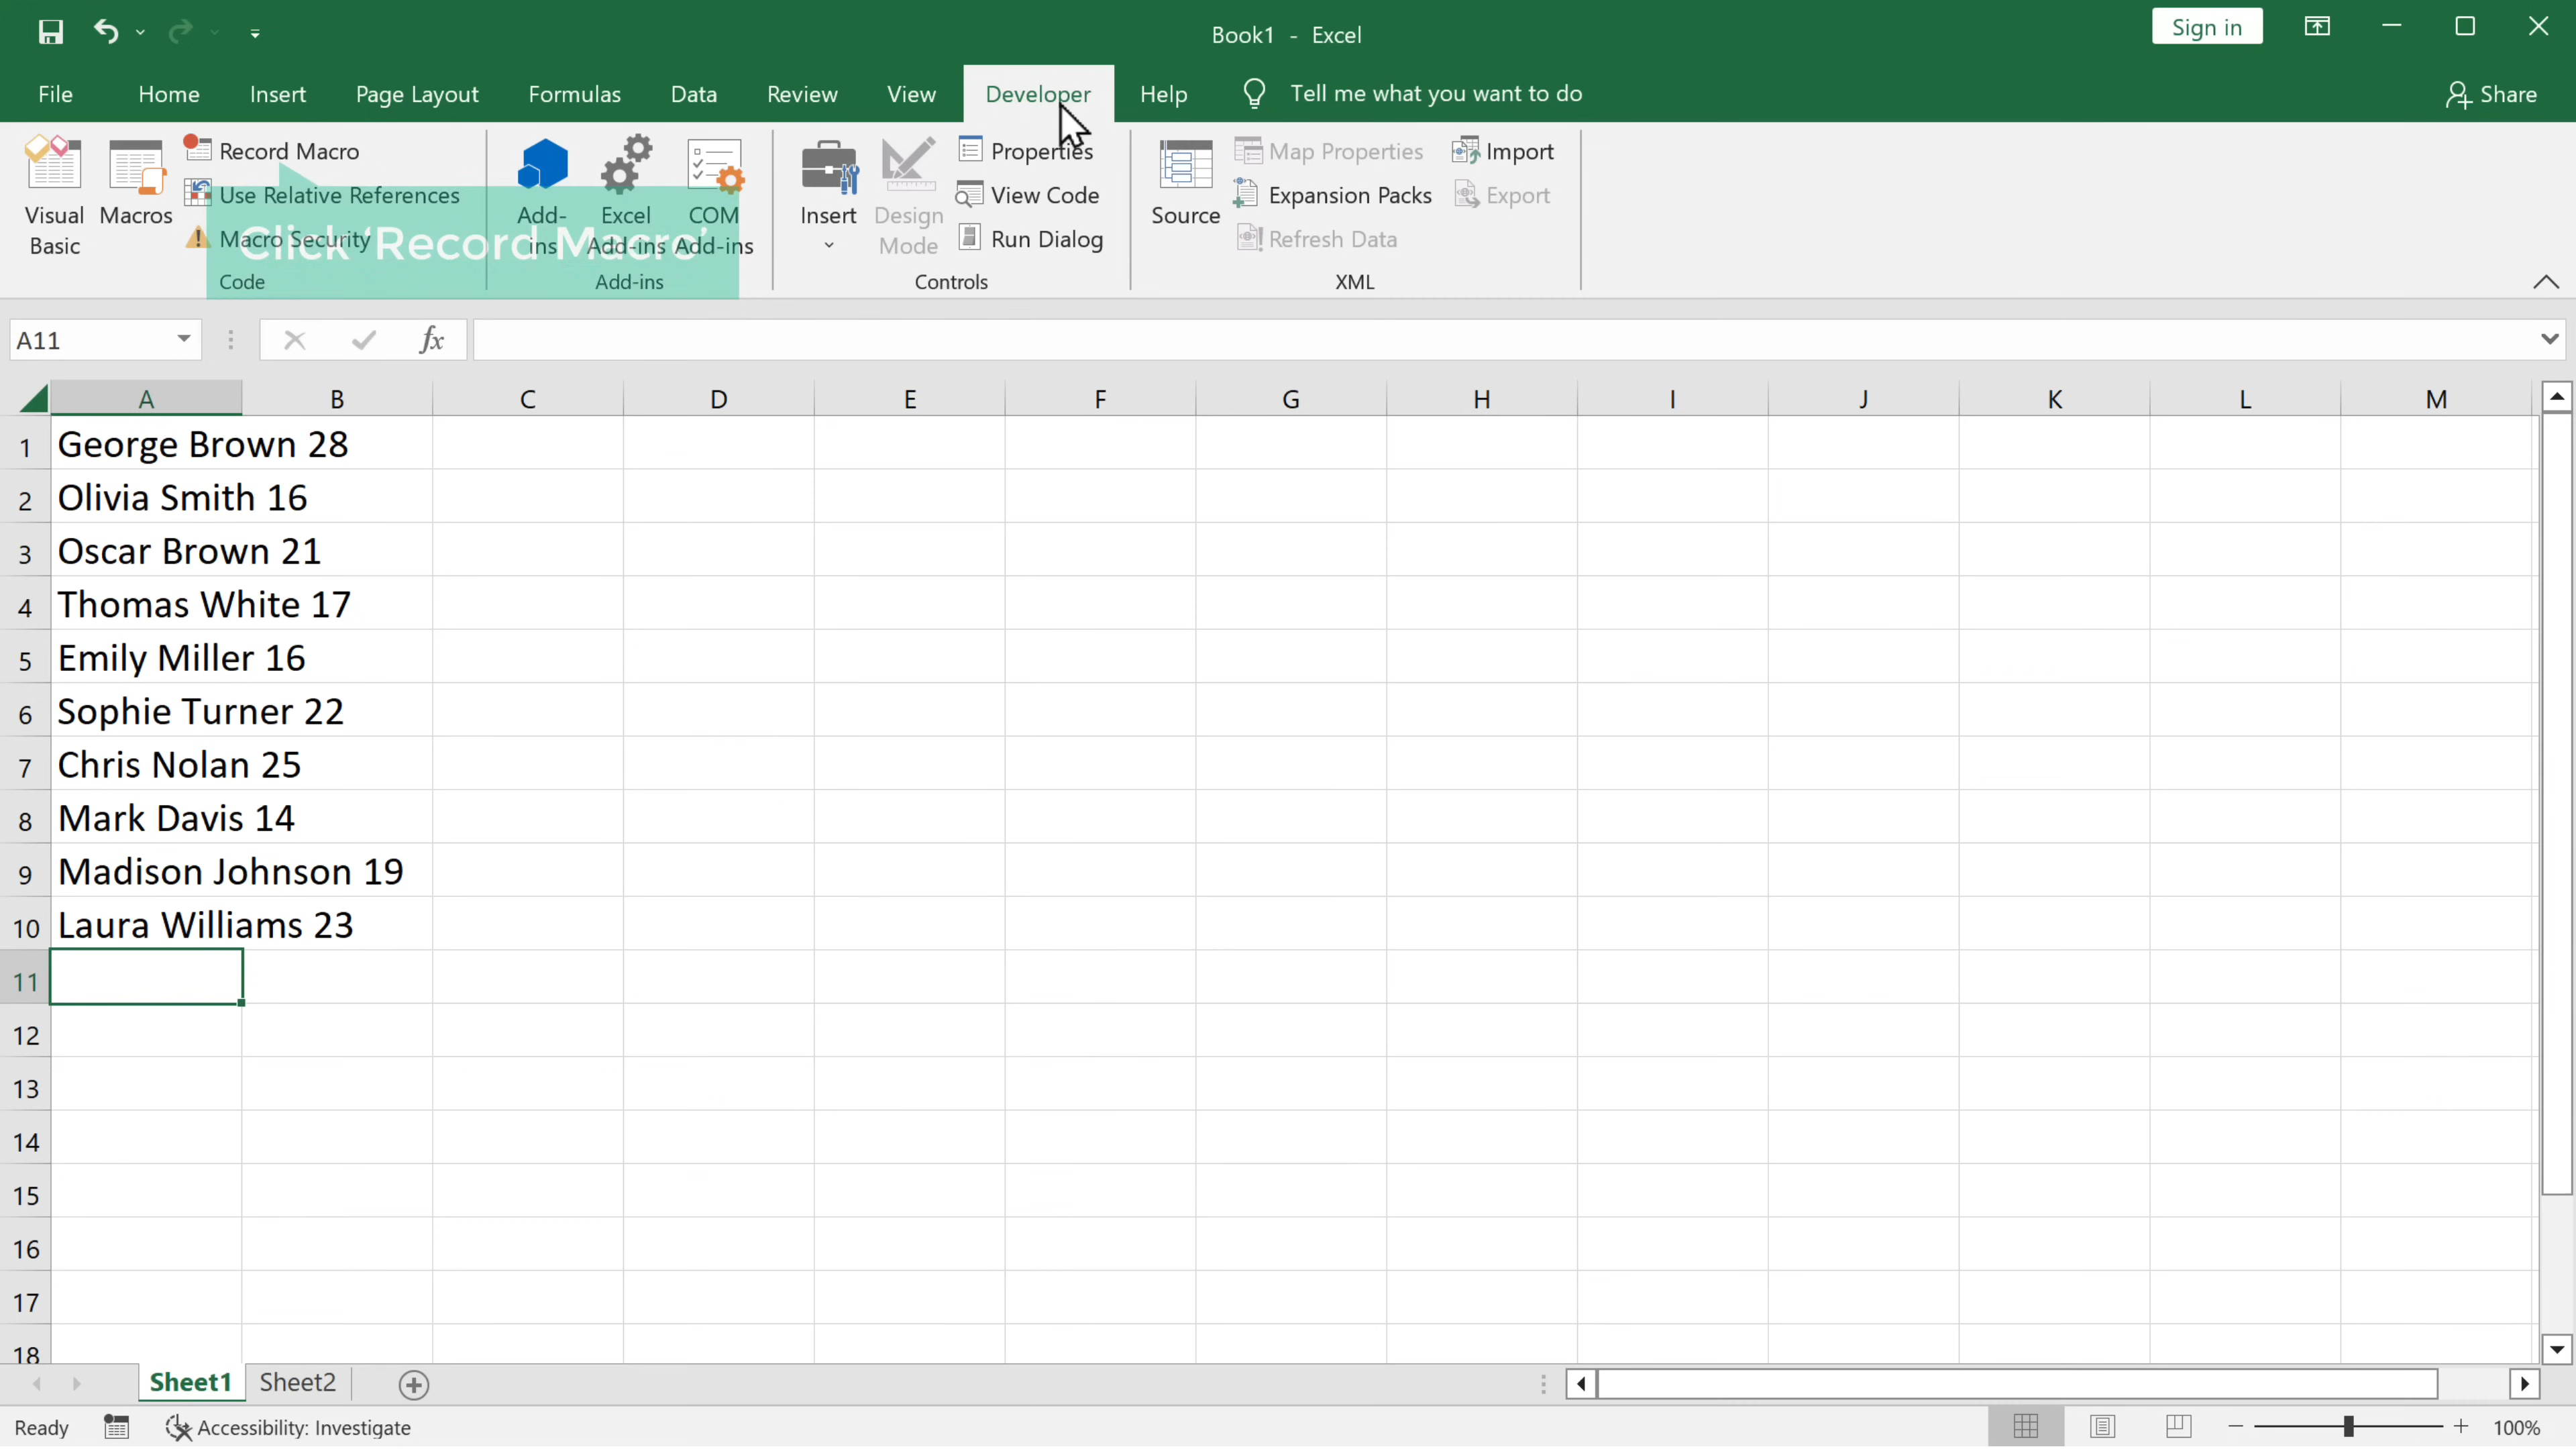 Book1 - Excel
Sign in
File Home Insert Page Layout Formulas Data Review View Developer Help Tell me what you want to do Share
Visual Basic
Macros
Record Macro
Use Relative References
Macro Security
Code
Click 'Record Macro'
Add-ins
Excel Add-ins
COM Add-ins
Add-ins
Insert
Design Mode
Properties
View Code
Run Dialog
Controls
Source
Map Properties
Expansion Packs
Refresh Data
Import
Export
XML
A11 fx
A B C D E F G H I J K L M
1 George Brown 28
2 Olivia Smith 16
3 Oscar Brown 21
4 Thomas White 17
5 Emily Miller 16
6 Sophie Turner 22
7 Chris Nolan 25
8 Mark Davis 14
9 Madison Johnson 19
10 Laura Williams 23
11
12
13
14
15
16
17
18
Sheet1 Sheet2
Ready Accessibility: Investigate 100%